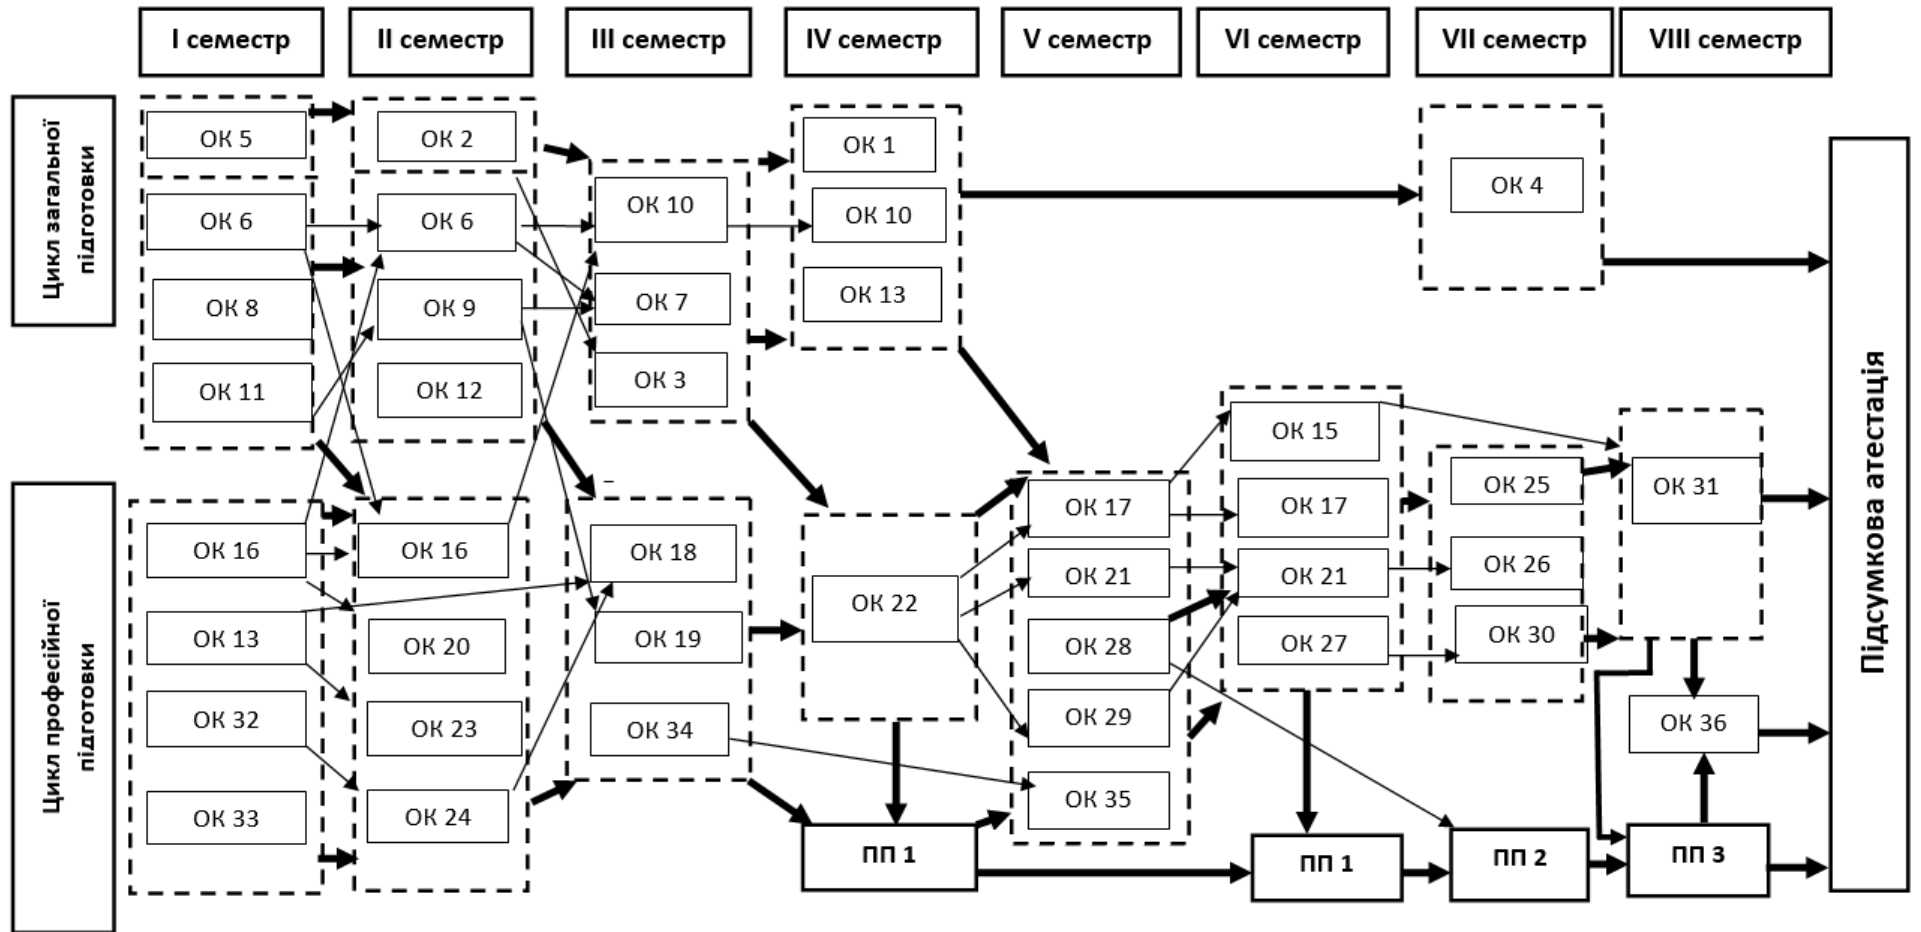 I семестр
II семестр
III семестр
IV семестр
V семестр
VI семестр
VII семестр
VIII семестр
Цикл загальної
підготовки
ОК 5
ОК 6
ОК 8
ОК 11
ОК 2
ОК 6
ОК 9
ОК 12
ОК 10
ОК 7
ОК 3
ОК 1
ОК 10
ОК 13
ОК 4
Цикл професійної
підготовки
ОК 16
ОК 13
ОК 32
ОК 33
ОК 16
ОК 20
ОК 23
ОК 24
ОК 18
ОК 19
ОК 34
ОК 22
ПП 1
ОК 17
ОК 21
ОК 28
ОК 29
ОК 35
ОК 15
ОК 17
ОК 21
ОК 27
ПП 1
ОК 25
ОК 26
ОК 30
ПП 2
ОК 31
ОК 36
ПП 3
Підсумкова атестація